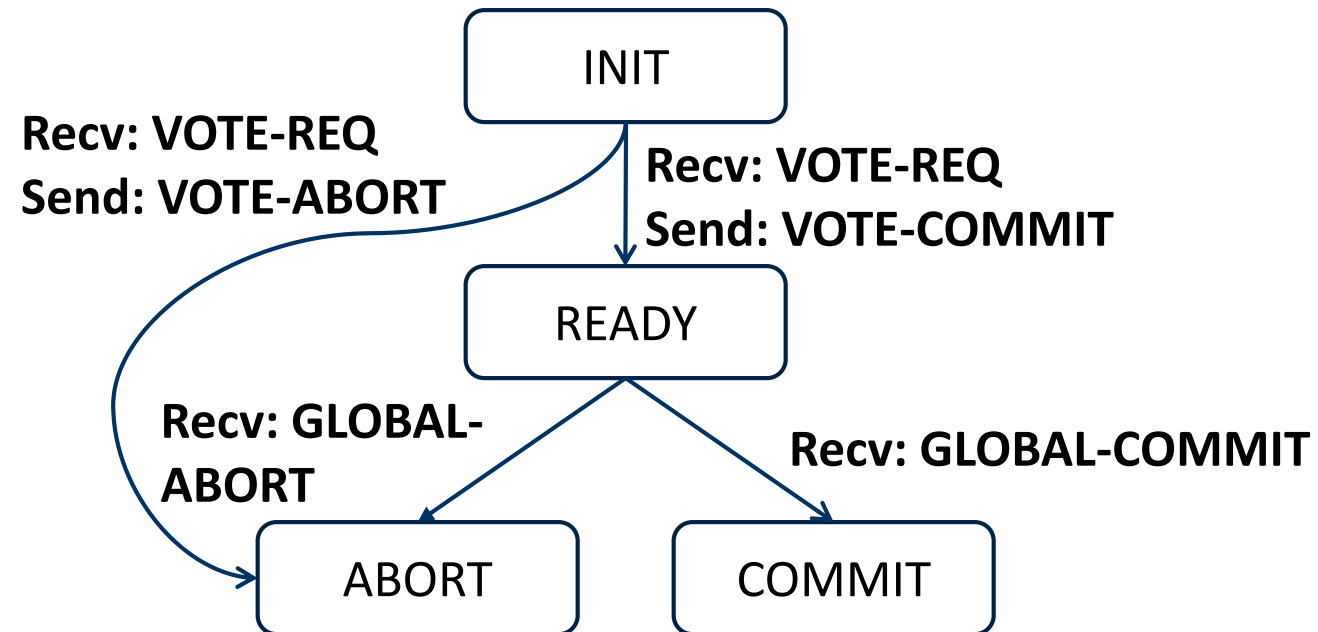 INIT
Recv: VOTE-REQ
Send: VOTE-ABORT
Recv: VOTE-REQ
Send: VOTE-COMMIT
READY
Recv: GLOBAL-
ABORT
Recv: GLOBAL-COMMIT
ABORT
COMMIT